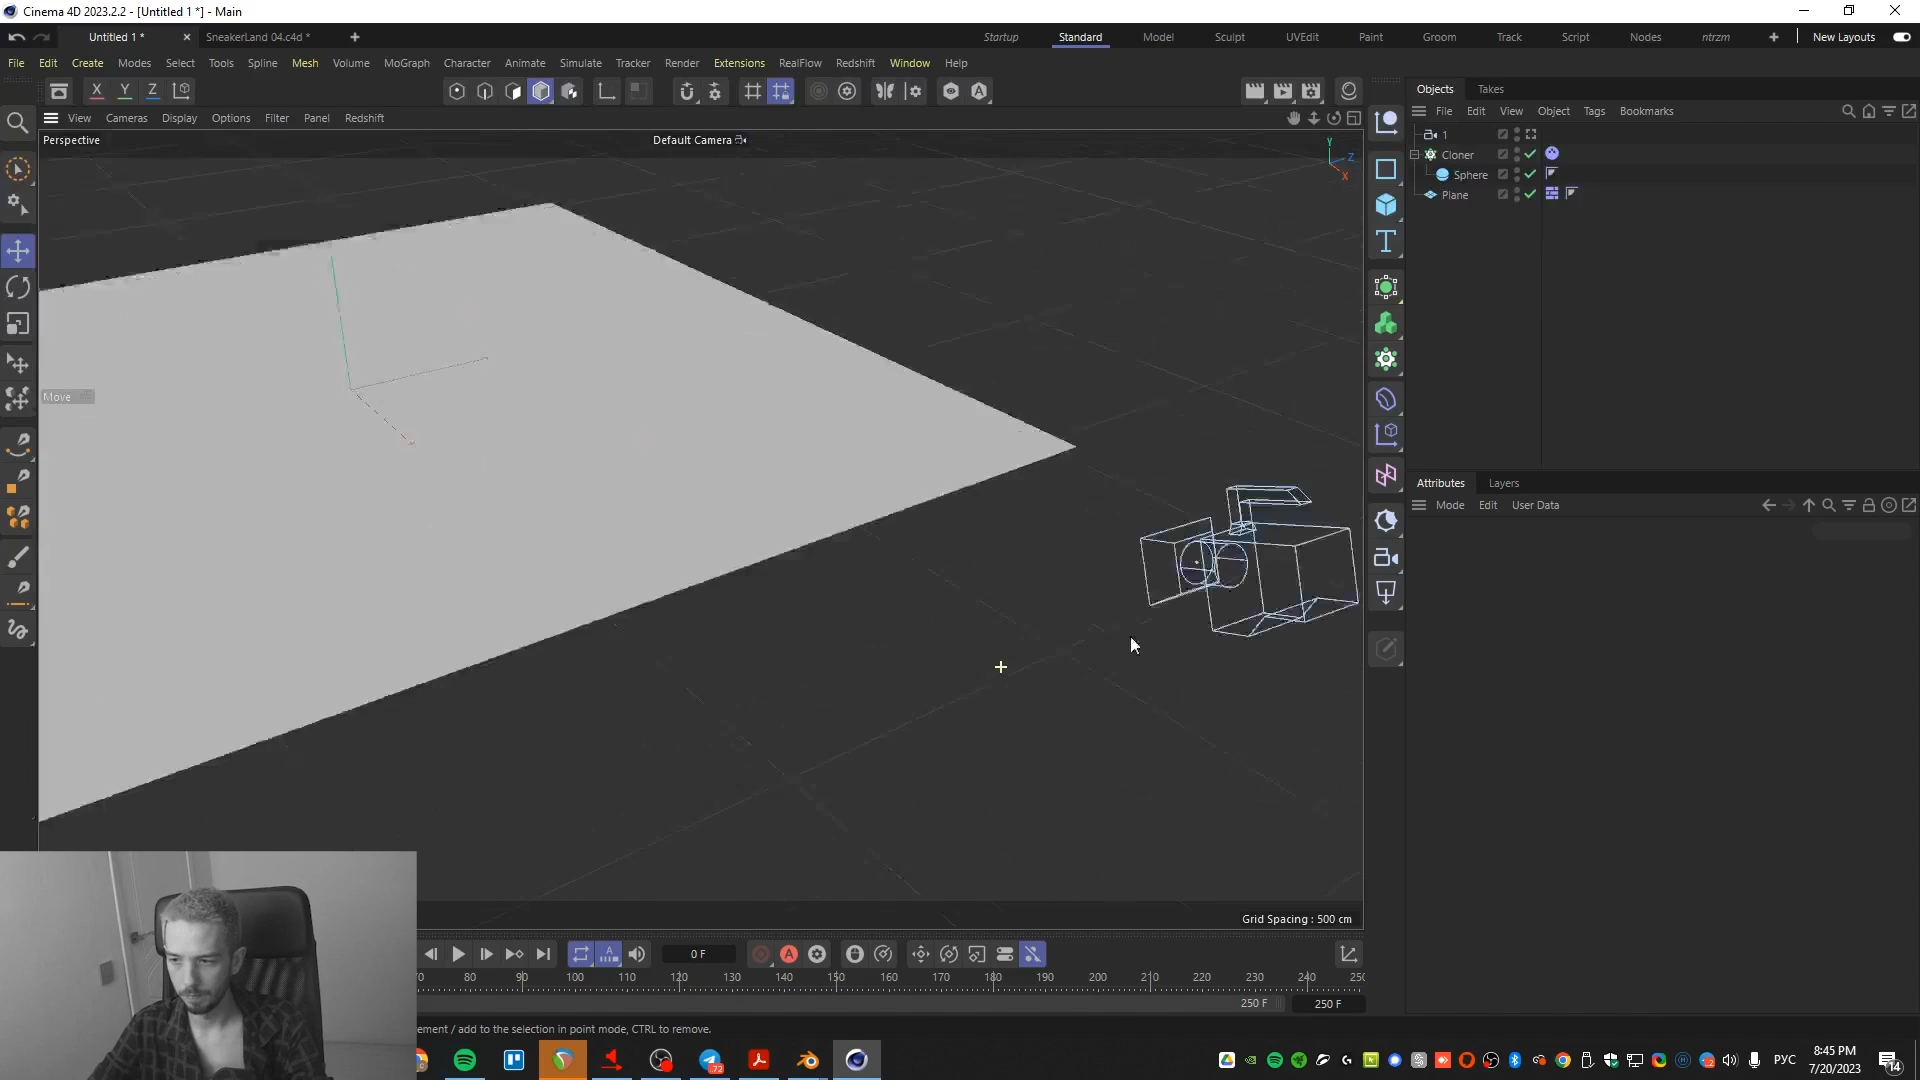 Cinema 4D 2023.2.2 - [Untitled 1 *] - Main
Untitled 1 *
SneakerLand 04.c4d *
Startup Standard Model Sculpt UVEdit Paint Groom Track Script Nodes ntrzm New Layouts
File Edit Create Modes Select Tools Spline Mesh Volume MoGraph Character Animate Simulate Tracker Render Extensions RealFlow Redshift Window Help
X Y Z
Objects Takes
File Edit View Object Tags Bookmarks
View Cameras Display Options Filter Panel Redshift
Perspective
Default Camera
Y
Z
X
1
Cloner
Sphere
Plane
Move
Attributes Layers
Mode Edit User Data
Grid Spacing : 500 cm
0 F
70 80 90 100 110 120 130 140 150 160 170 180 190 200 210 220 230 240 250
250 F
250 F
ement / add to the selection in point mode, CTRL to remove.
72
РУС
8:45 PM
7/20/2023
14